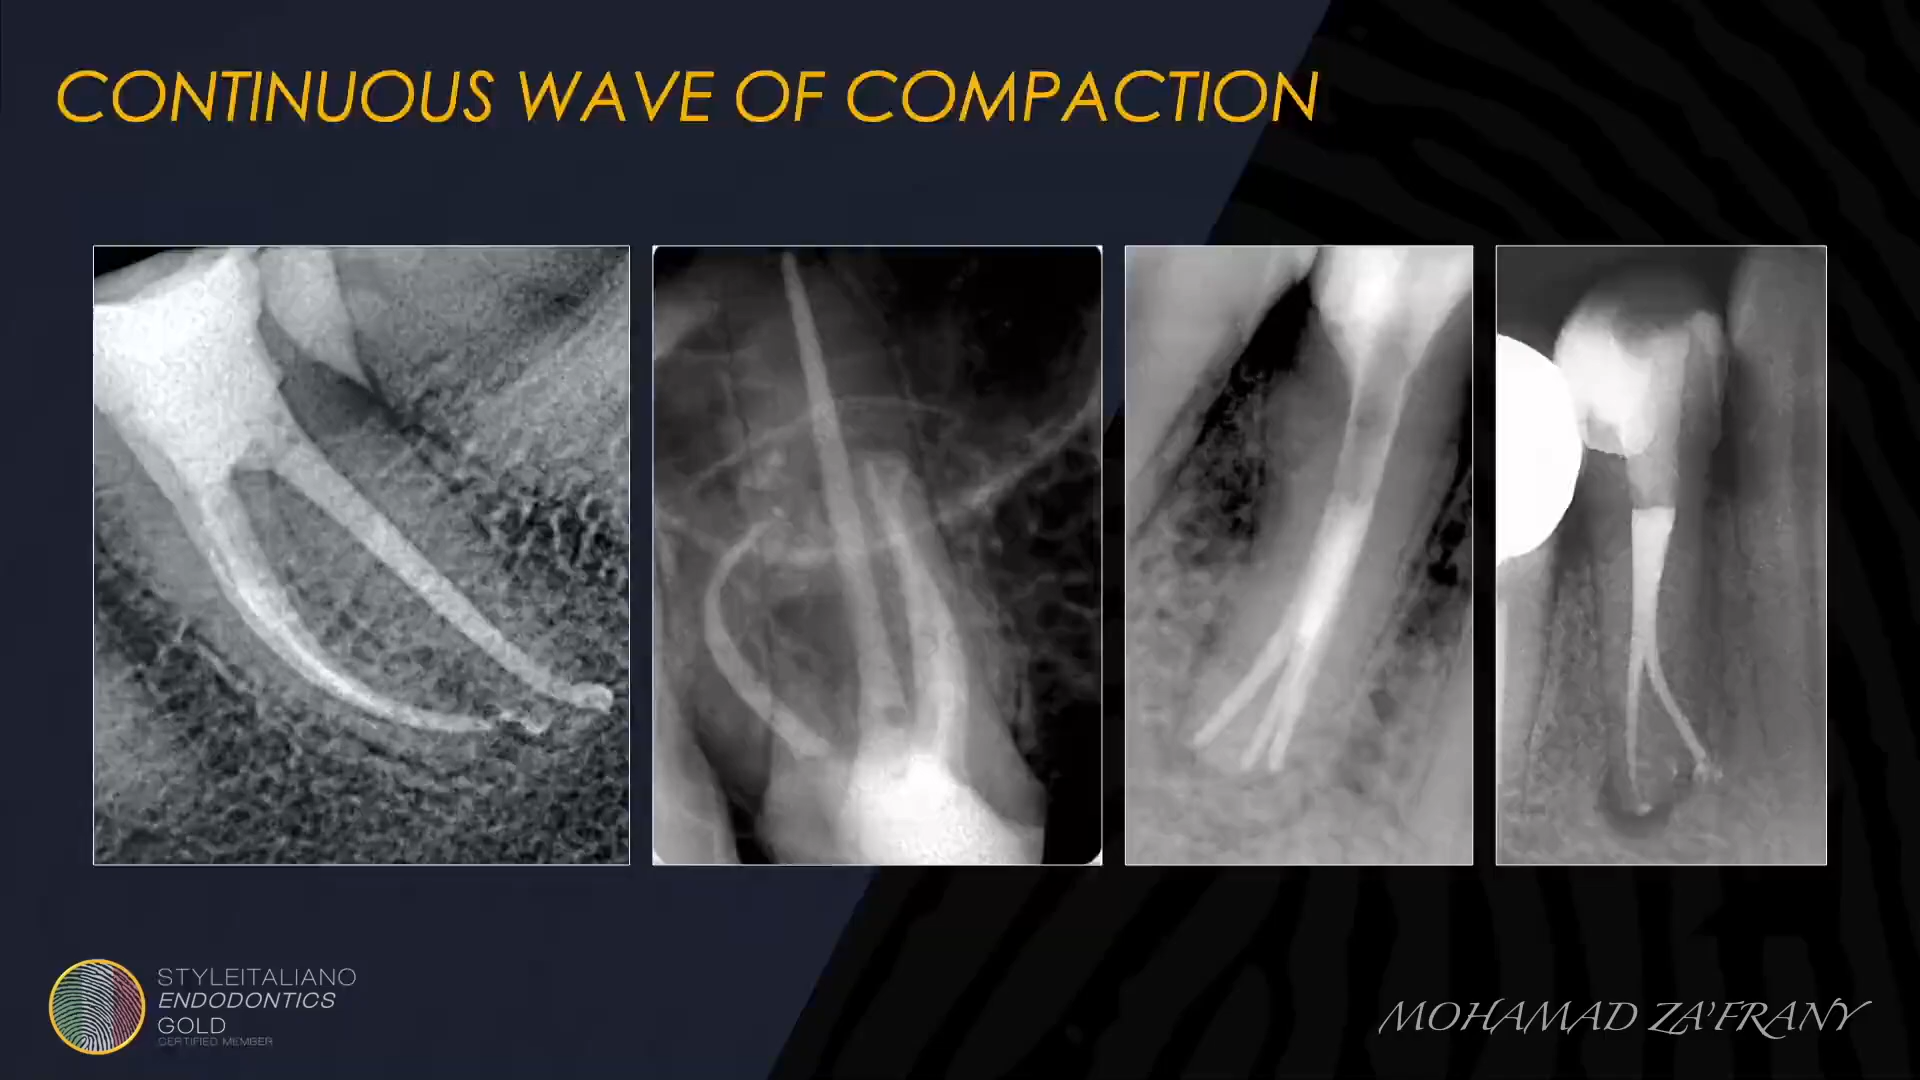 CONTINUOUS WAVE OF COMPACTION
STYLEITALIANO
ENDODONTICS
GOLD
CERTIFIED MEMBER
MOHAMAD ZA'FRANY